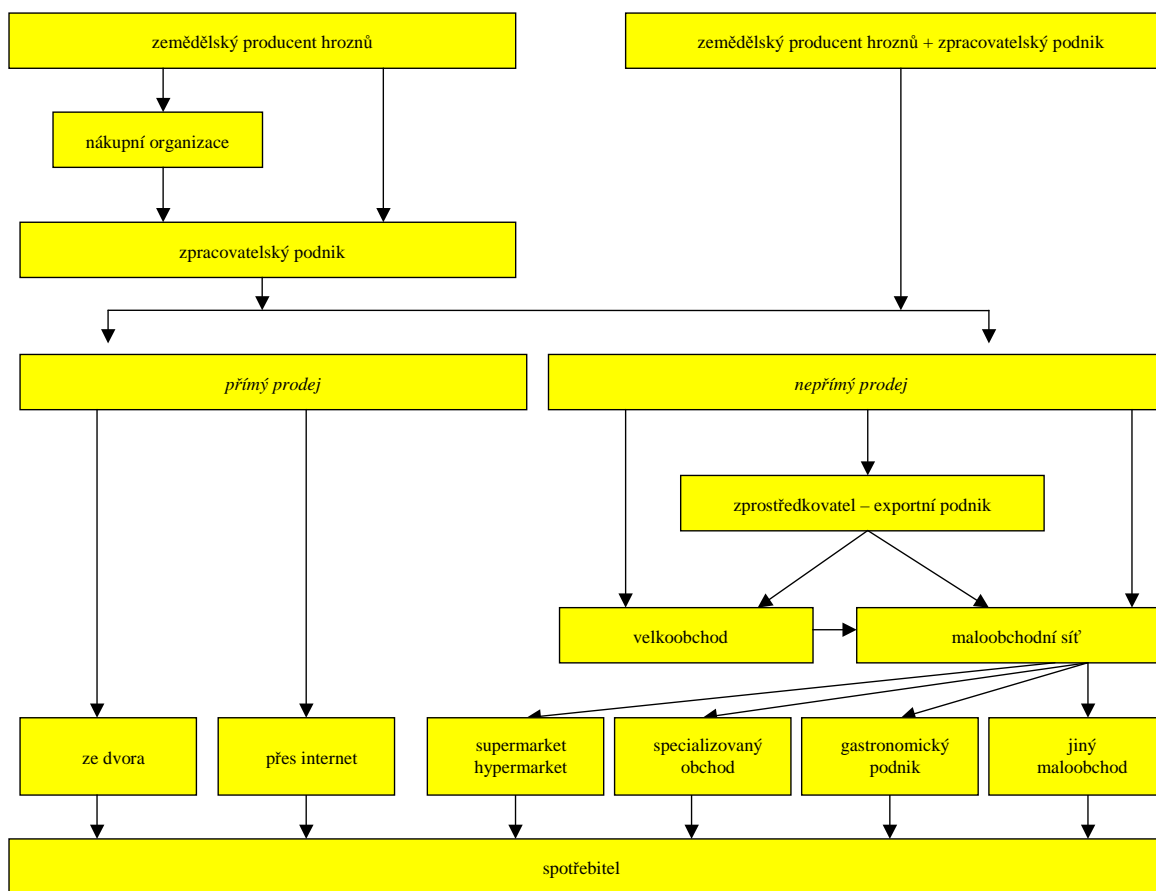 zemědělský producent hroznů
zemědělský producent hroznů + zpracovatelský podnik
nákupní organizace
zpracovatelský podnik
přímý prodej
nepřímý prodej
zprostředkovatel – exportní podnik
velkoobchod
maloobchodní síť
ze dvora
přes internet
supermarket
hypermarket
specializovaný
obchod
gastronomický
podnik
jiný
maloobchod
spotřebitel